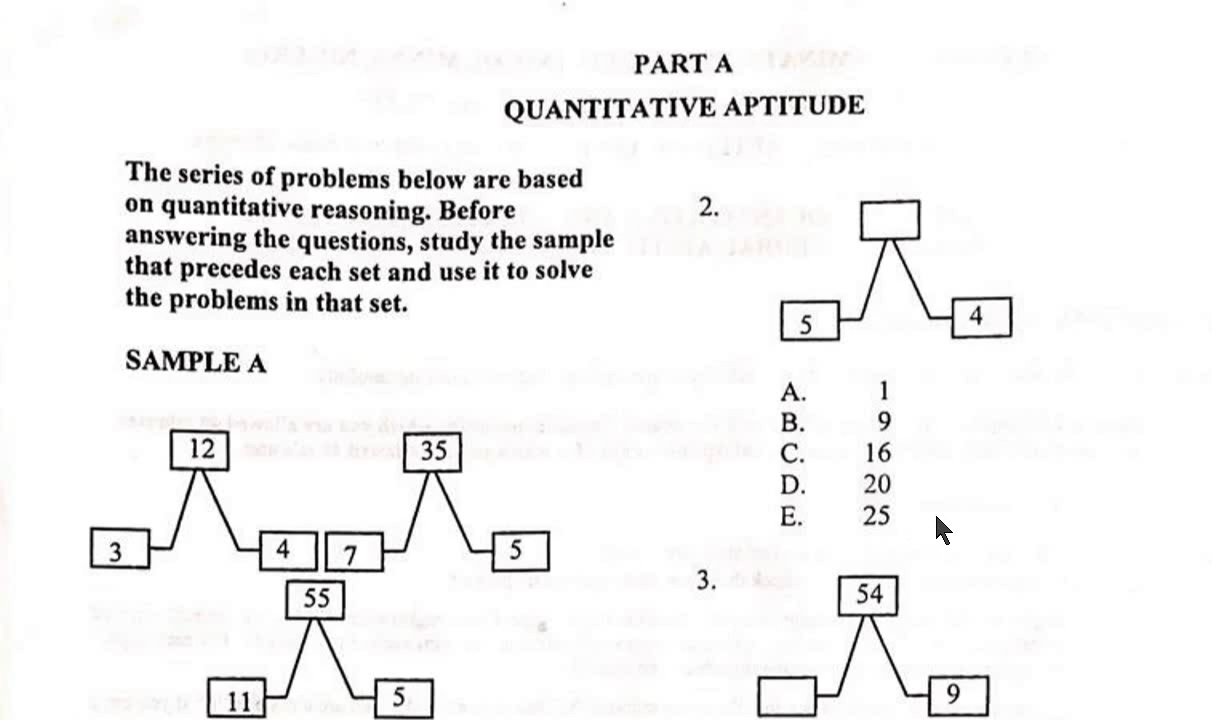 PART A
QUANTITATIVE APTITUDE
The series of problems below are based
on quantitative reasoning. Before
answering the questions, study the sample
that precedes each set and use it to solve
the problems in that set.
SAMPLE A
12
3
4
35
7
5
55
11
5
2.
5
4
A. 1
B. 9
C. 16
D. 20
E. 25
3.
54
9